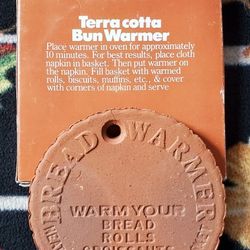 Terra cotta
Bun Warmer
Place warmer in oven for approximately
10 minutes. For best results, place cloth
napkin in basket. Then put warmer on
the napkin. Fill basket with warmed
rolls, biscuits, muffins, etc., & cover
with corners of napkin and serve
BREAD WARMER
WARM YOUR
BREAD
ROLLS
CROISSANTS